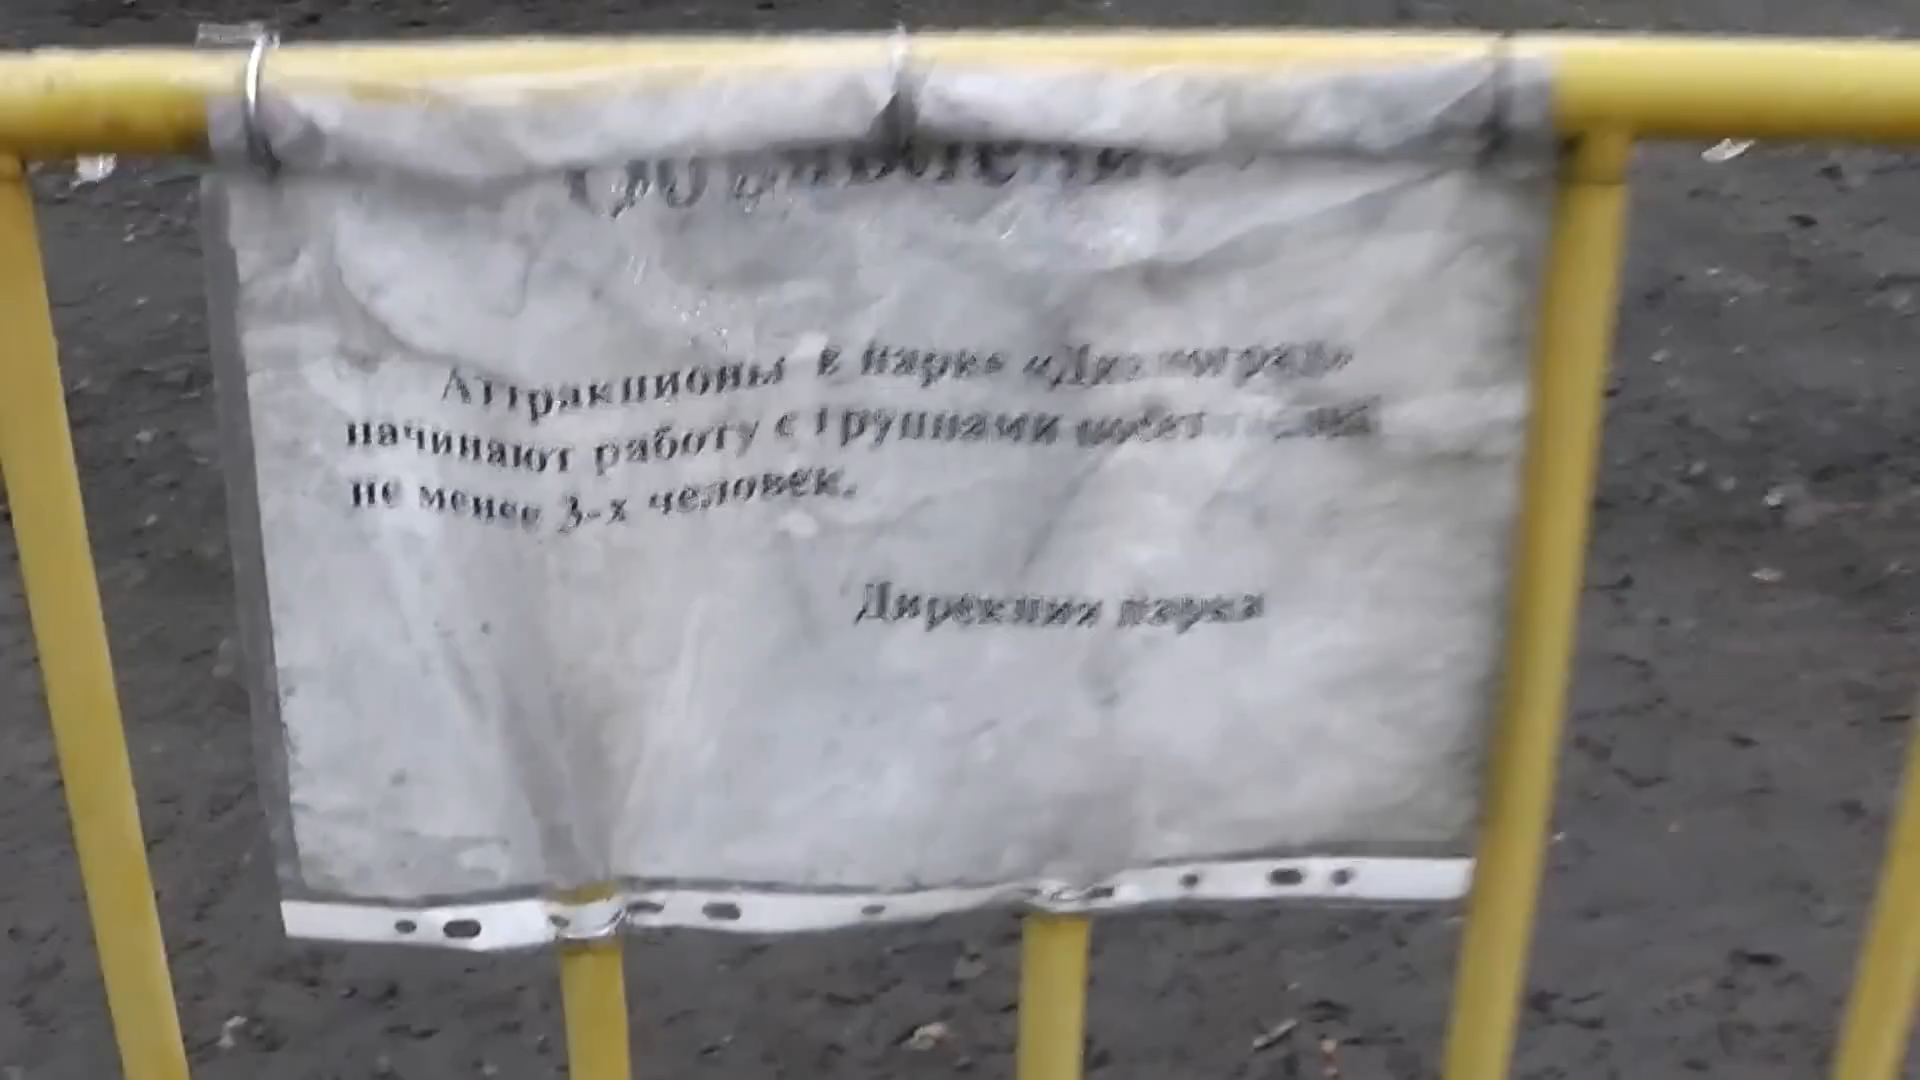 Аттракционы в парке
начинают работу с группами
не менее 3-х человек.
Дирекция парка